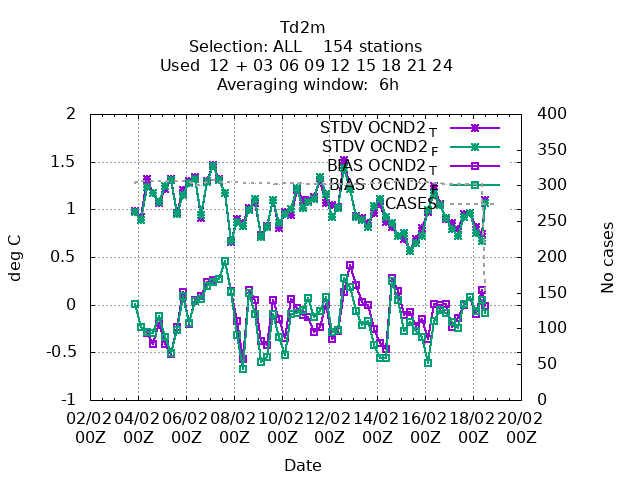 Td2m
Selection: ALL    154 stations
Used  12 + 03 06 09 12 15 18 21 24
Averaging window:  6h
STDV OCND2_T
STDV OCND2_F
BIAS OCND2_T
BIAS OCND2_F
CASES
2
1.5
1
0.5
0
-0.5
-1
deg C
400
350
300
250
200
150
100
50
0
No cases
02/02 04/02 06/02 08/02 10/02 12/02 14/02 16/02 18/02 20/02
00Z 00Z 00Z 00Z 00Z 00Z 00Z 00Z 00Z 00Z
Date